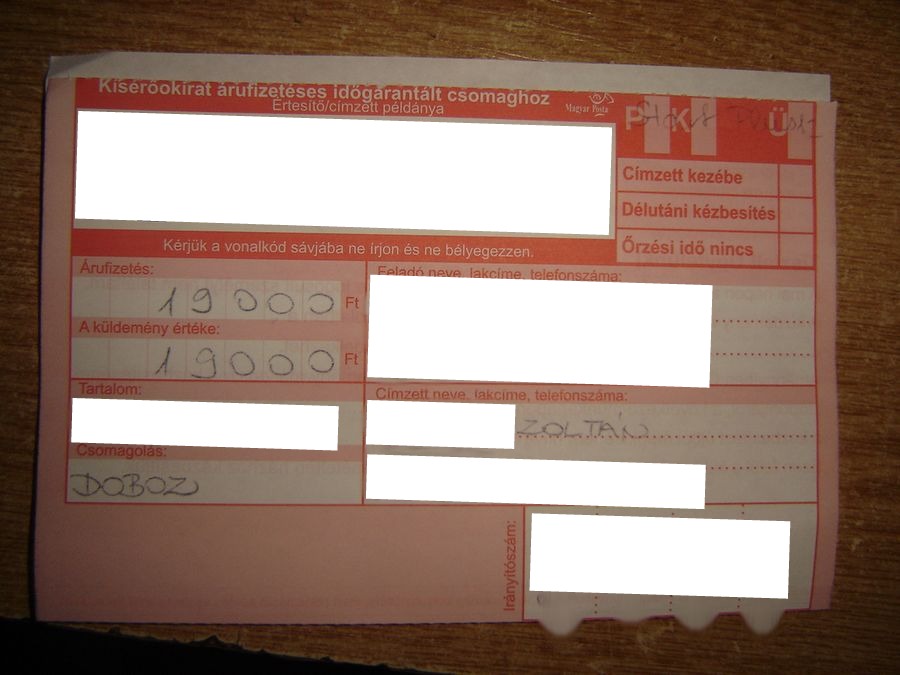 Kísérőokirat árufizetéses időgarantált csomaghoz
Értesítő/címzett példánya
Magyar Posta
P K Ü
Címzett kezébe
Délutáni kézbesítés
Őrzési idő nincs
Kérjük a vonalkód sávjába ne írjon és ne bélyegezzen.
Árufizetés:
19000 Ft
A küldemény értéke:
19000 Ft
Tartalom:
Csomagolás:
DOBOZ
Feladó neve, lakcíme, telefonszáma:
Címzett neve, lakcíme, telefonszáma:
ZOLTÁN
Irányítószám: